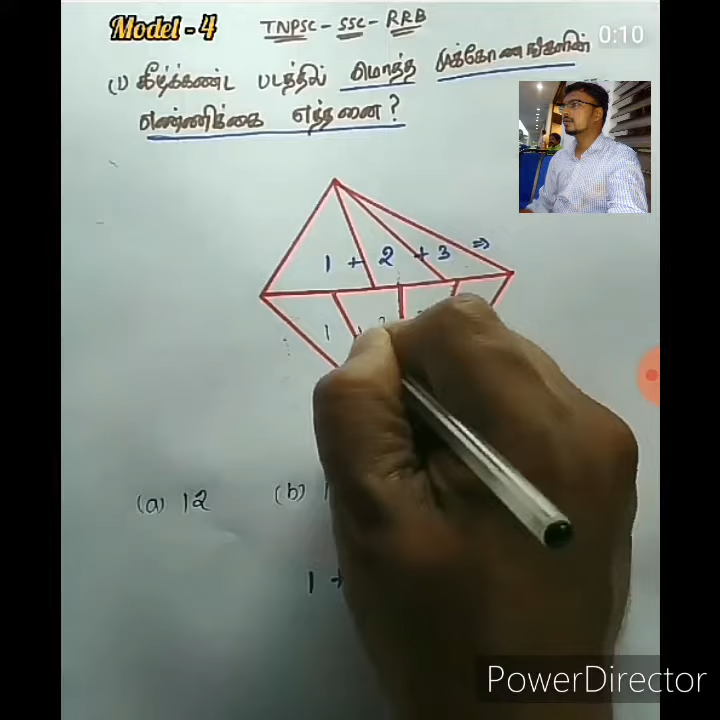 Model - 4 TNPSC - SSC - RRB
0:10
(1) கீழ்க்கண்ட படத்தில் மொத்த முக்கோணங்களின்
எண்ணிக்கை எத்தனை?
1 + 2 + 3 ⇒
1
(a) 12 (b) 1
1 +
PowerDirector